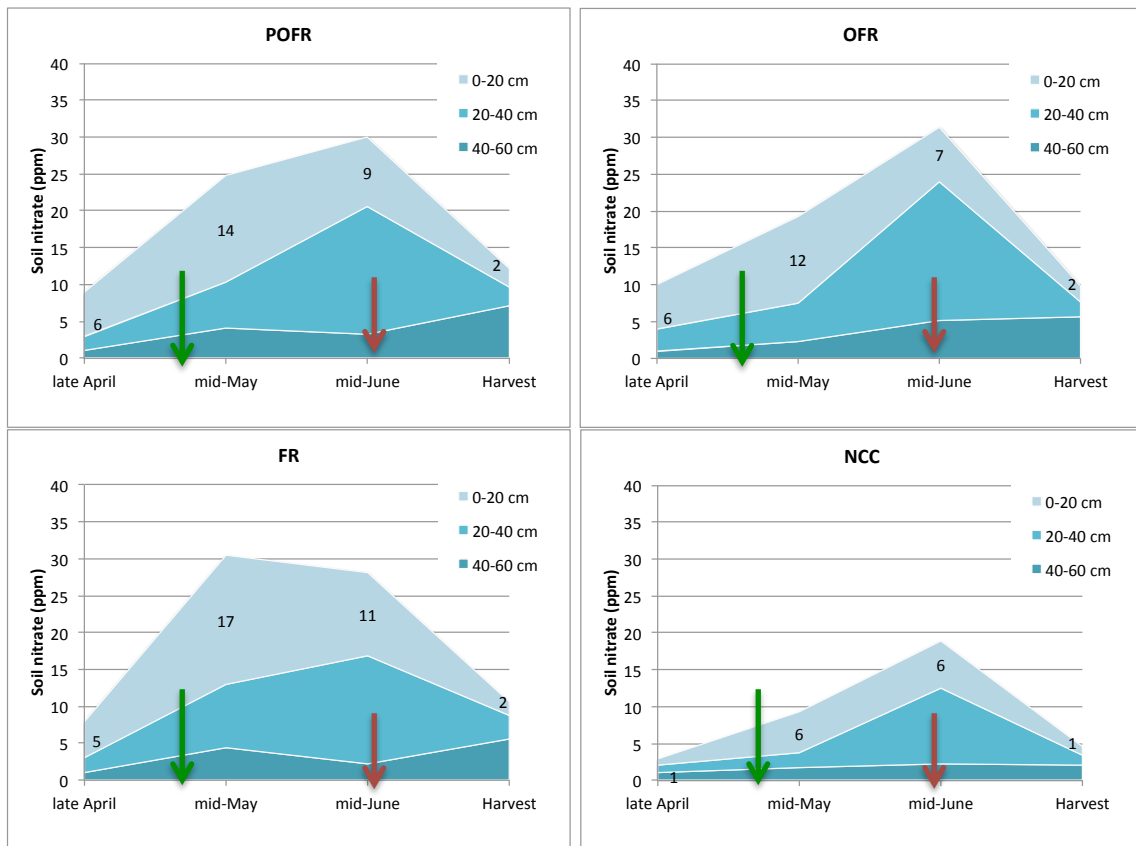 POFR
40
35
30
25
20
15
10
5
0
Soil nitrate (ppm)
0-20 cm
20-40 cm
40-60 cm
6
14
9
2
late April mid-May mid-June Harvest
OFR
40
35
30
25
20
15
10
5
0
Soil nitrate (ppm)
0-20 cm
20-40 cm
40-60 cm
6
12
7
2
late April mid-May mid-June Harvest
FR
40
35
30
25
20
15
10
5
0
Soil nitrate (ppm)
0-20 cm
20-40 cm
40-60 cm
5
17
11
2
late April mid-May mid-June Harvest
NCC
40
35
30
25
20
15
10
5
0
Soil nitrate (ppm)
0-20 cm
20-40 cm
40-60 cm
1
6
6
1
late April mid-May mid-June Harvest